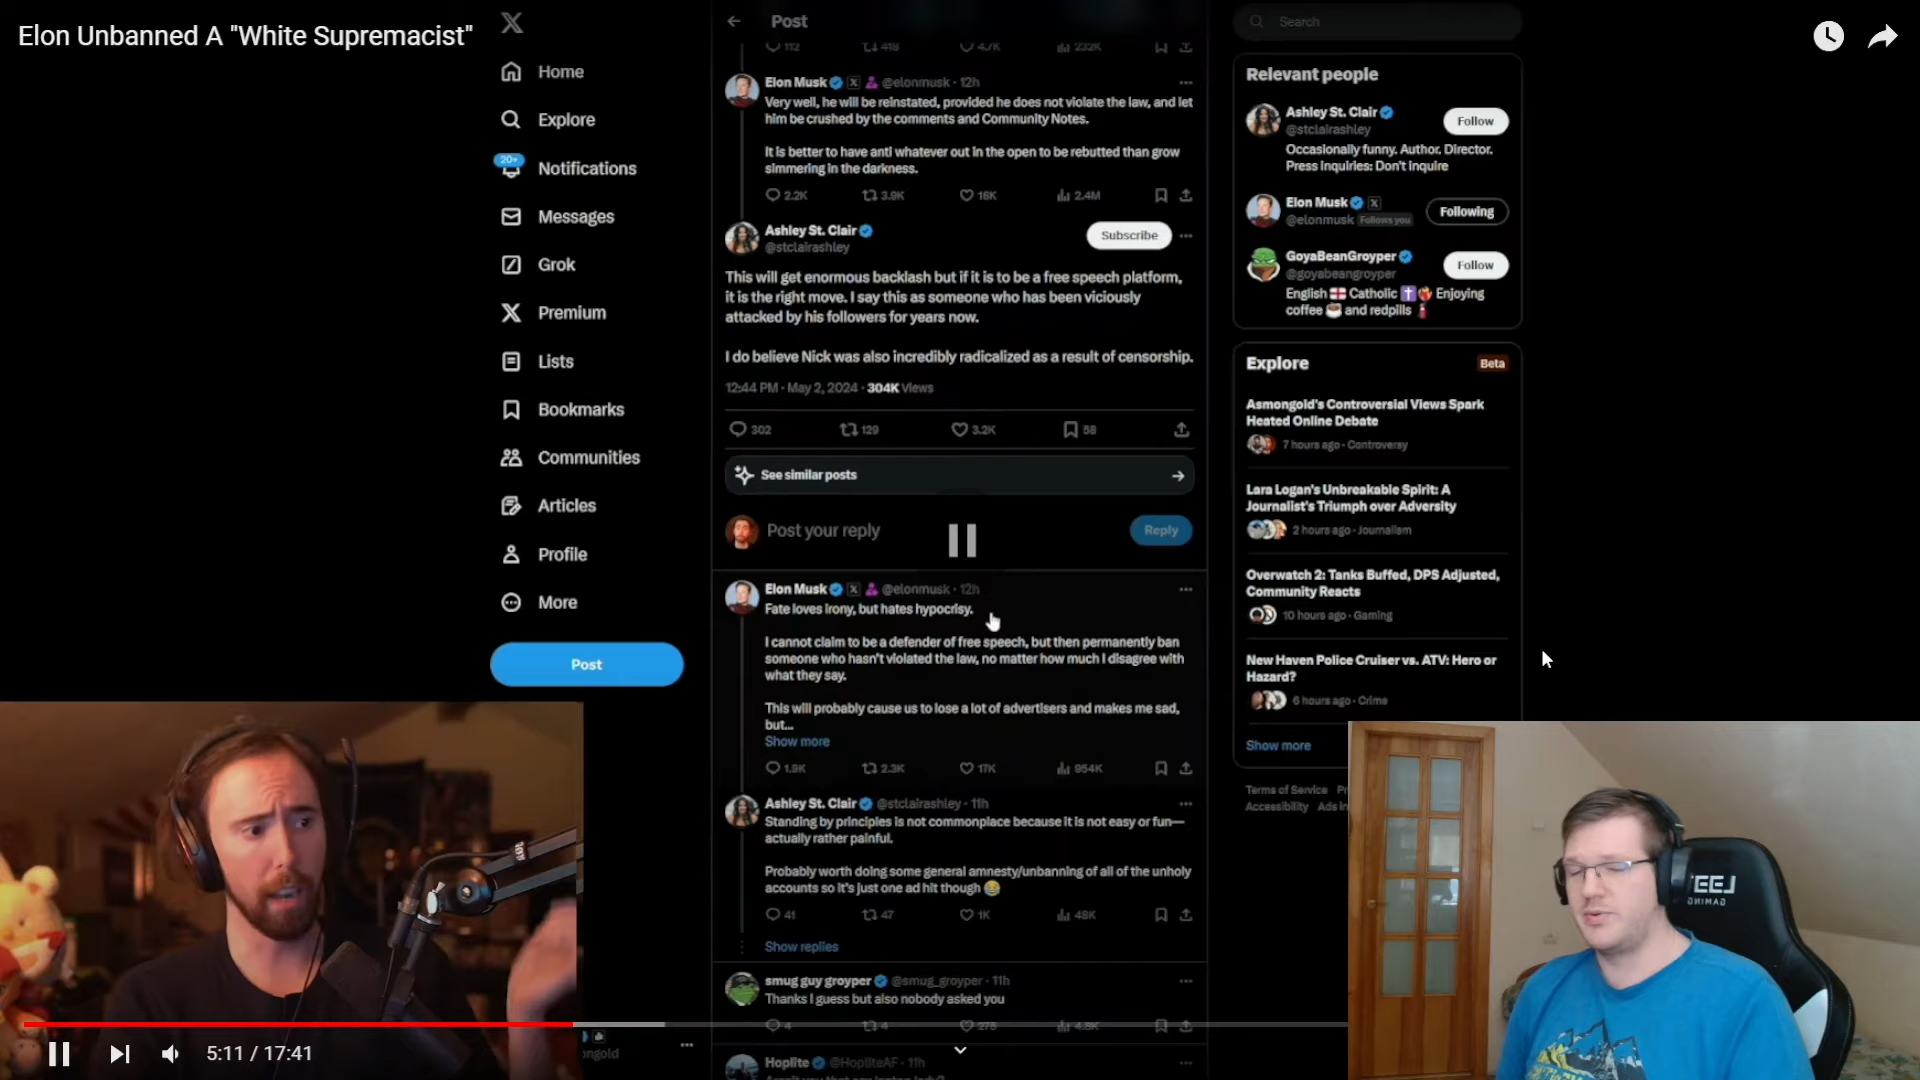 Elon Unbanned A "White Supremacist"
Home
Explore
20+
Notifications
Messages
Grok
Premium
Lists
Bookmarks
Communities
Articles
Profile
More
Post
Post
112 418 4.7K 232K
Elon Musk @elonmusk · 12h
Very well, he will be reinstated, provided he does not violate the law, and let
him be crushed by the comments and Community Notes.
It is better to have anti whatever out in the open to be rebutted than grow
simmering in the darkness.
2.2K 3.9K 16K 2.4M
Ashley St. Clair
@stclairashley
Subscribe
This will get enormous backlash but if it is to be a free speech platform,
it is the right move. I say this as someone who has been viciously
attacked by his followers for years now.
I do believe Nick was also incredibly radicalized as a result of censorship.
12:44 PM · May 2, 2024 · 304K Views
302 129 3.2K 58
See similar posts
Post your reply
Reply
Elon Musk @elonmusk · 12h
Fate loves irony, but hates hypocrisy.
I cannot claim to be a defender of free speech, but then permanently ban
someone who hasn't violated the law, no matter how much I disagree with
what they say.
This will probably cause us to lose a lot of advertisers and makes me sad,
but...
Show more
1.9K 2.3K 17K 954K
Ashley St. Clair @stclairashley · 11h
Standing by principles is not commonplace because it is not easy or fun—
actually rather painful.
Probably worth doing some general amnesty/unbanning of all of the unholy
accounts so it's just one ad hit though 😂
41 47 1K 48K
Show replies
smug guy groyper @smug_groyper · 11h
Thanks I guess but also nobody asked you
4 4 275 4.8K
Hoplite @HopliteAF · 11h
Search
Relevant people
Ashley St. Clair
@stclairashley
Follow
Occasionally funny. Author. Director.
Press Inquiries: Don't Inquire
Elon Musk
@elonmusk Follows you
Following
GoyaBeanGroyper
@goyabeangroyper
Follow
English 🏴󠁧󠁢󠁥󠁮󠁧󠁿 Catholic ✝️❤️‍🔥 Enjoying
coffee ☕ and redpills 💄
Explore
Beta
Asmongold's Controversial Views Spark
Heated Online Debate
7 hours ago · Controversy
Lara Logan's Unbreakable Spirit: A
Journalist's Triumph over Adversity
2 hours ago · Journalism
Overwatch 2: Tanks Buffed, DPS Adjusted,
Community Reacts
10 hours ago · Gaming
New Haven Police Cruiser vs. ATV: Hero or
Hazard?
6 hours ago · Crime
Show more
Terms of Service
Accessibility
5:11 / 17:41